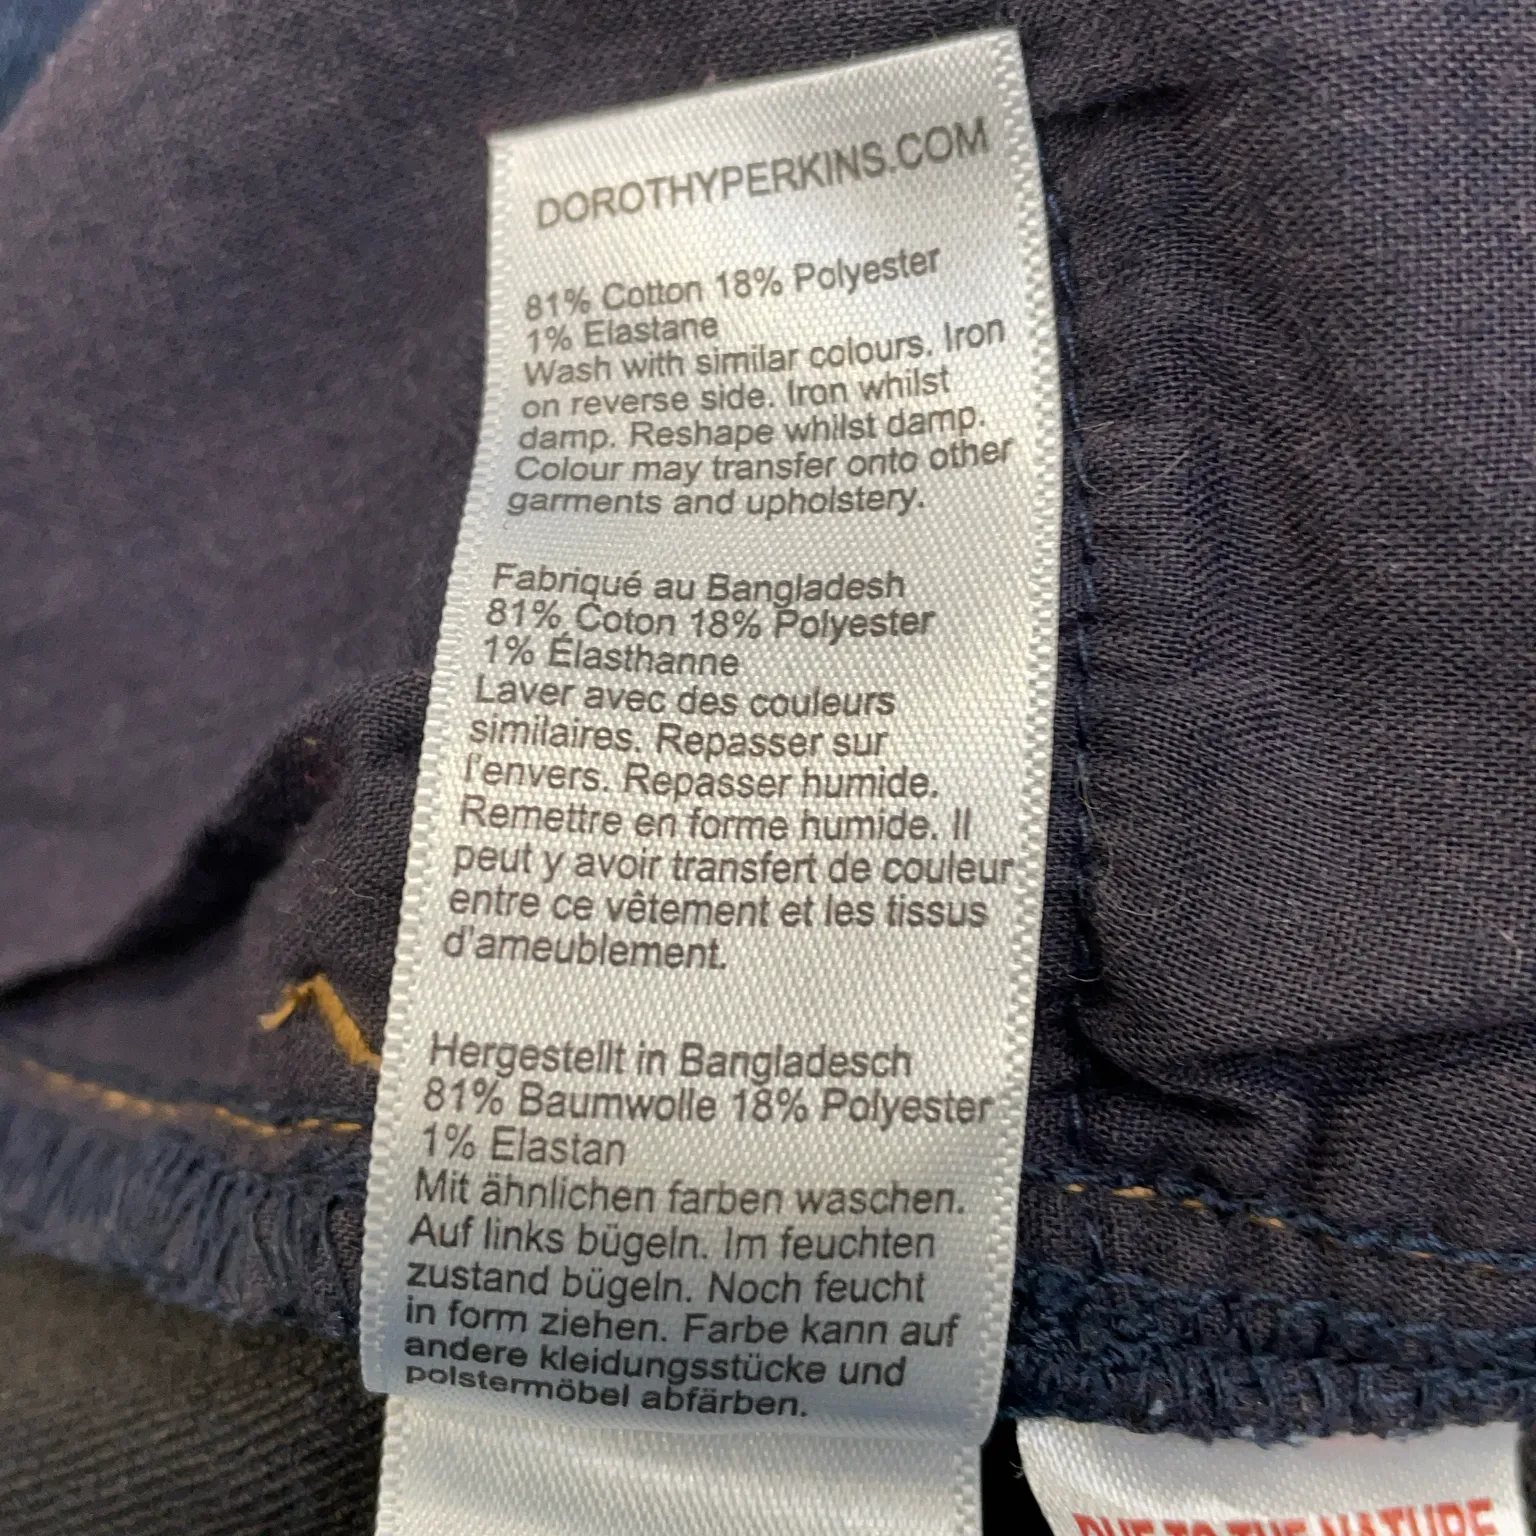 DOROTHYPERKINS.COM
81% Cotton 18% Polyester
1% Elastane
Wash with similar colours. Iron
on reverse side. Iron whilst
damp. Reshape whilst damp.
Colour may transfer onto other
garments and upholstery.
Fabriqué au Bangladesh
81% Coton 18% Polyester
1% Élasthanne
Laver avec des couleurs
similaires. Repasser sur
l'envers. Repasser humide.
Remettre en forme humide. Il
peut y avoir transfert de couleur
entre ce vêtement et les tissus
d'ameublement.
Hergestellt in Bangladesch
81% Baumwolle 18% Polyester
1% Elastan
Mit ähnlichen farben waschen.
Auf links bügeln. Im feuchten
zustand bügeln. Noch feucht
in form ziehen. Farbe kann auf
andere kleidungsstücke und
polstermöbel abfärben.
DUE TO THE NATURE